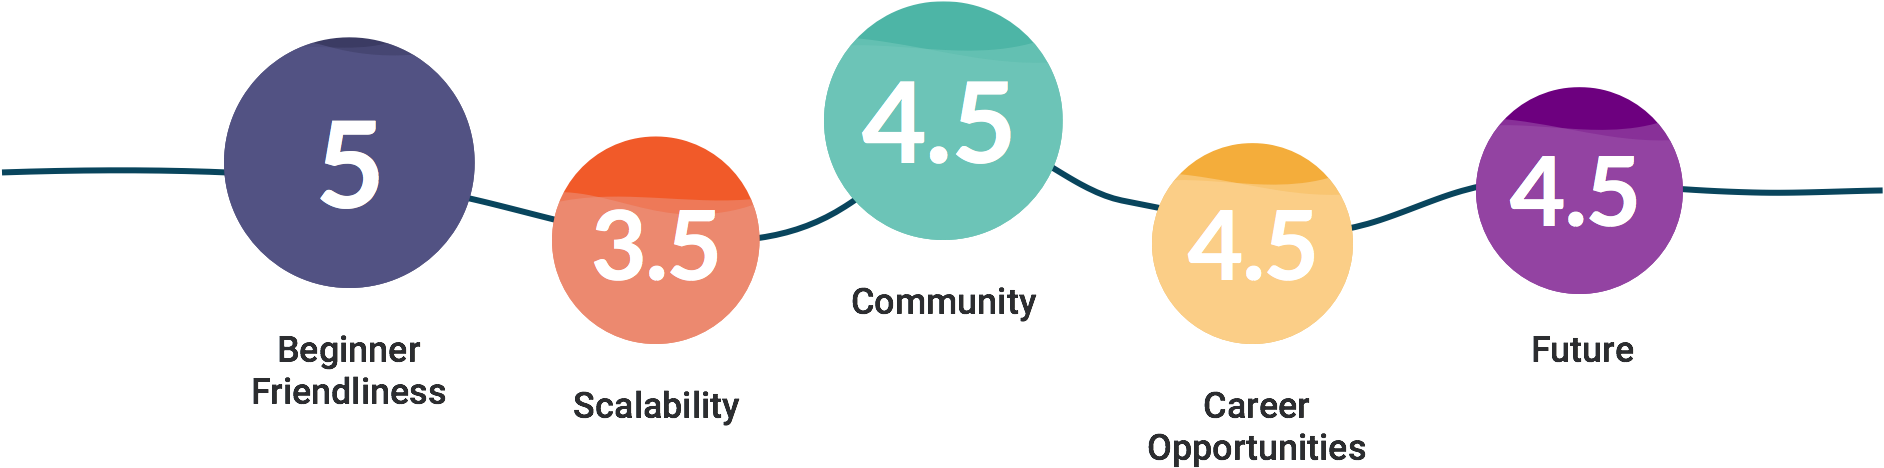 5
Beginner
Friendliness
3.5
Scalability
4.5
Community
4.5
Career
Opportunities
4.5
Future